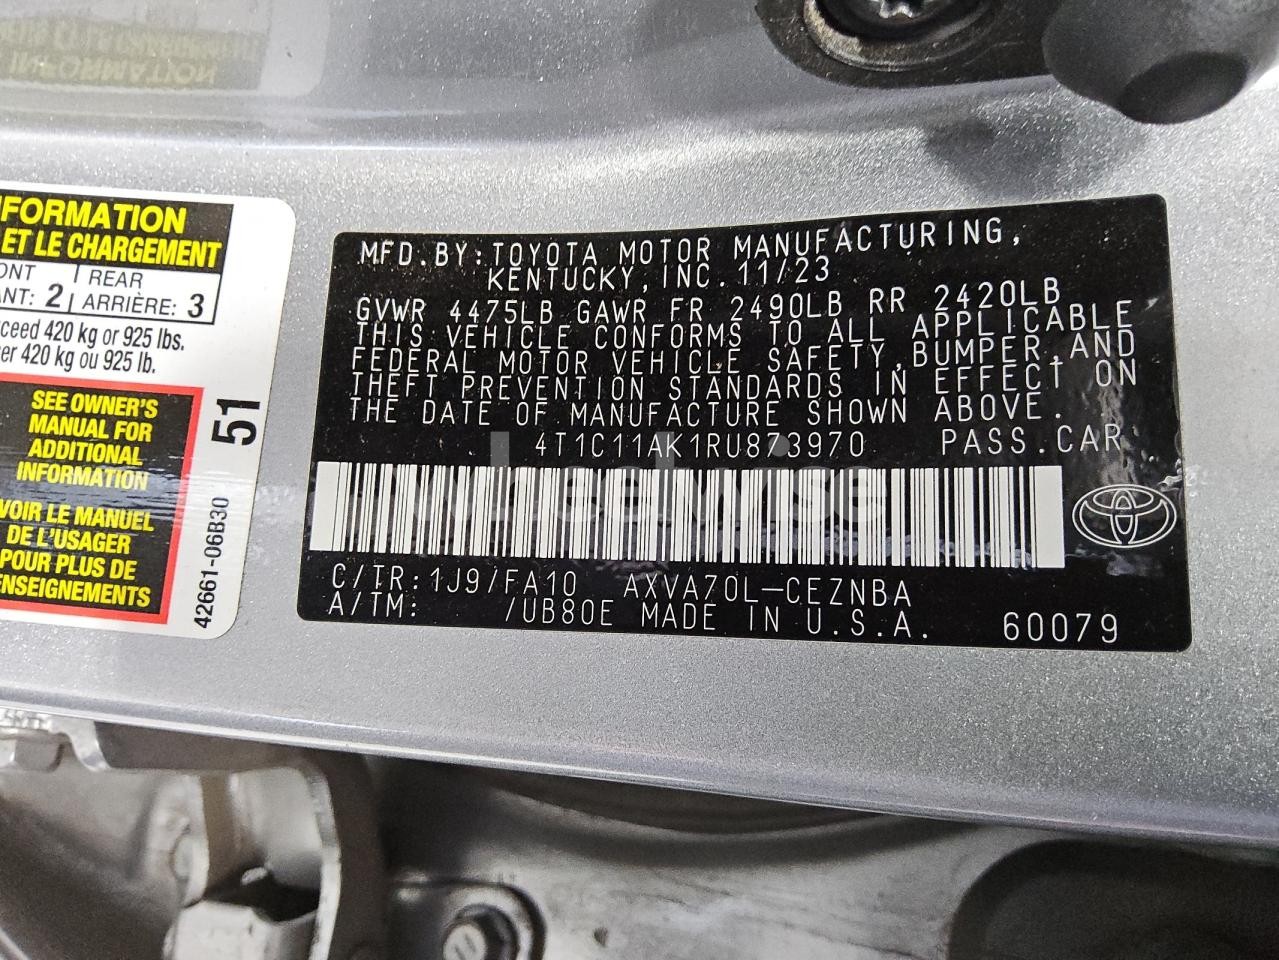 FORMATION
ET LE CHARGEMENT
ONT
ANT: 2
REAR
ARRIÈRE: 3
ceed 420 kg or 925 lbs.
er 420 kg ou 925 lb.
SEE OWNER'S
MANUAL FOR
ADDITIONAL
INFORMATION
VOIR LE MANUEL
DE L'USAGER
POUR PLUS DE
ENSEIGNEMENTS
51
42661-06B30
MFD. BY: TOYOTA MOTOR MANUFACTURING,
KENTUCKY, INC. 11/23
GVWR 4475LB GAWR FR 2490LB RR 2420LB
THIS VEHICLE CONFORMS TO ALL APPLICABLE
FEDERAL MOTOR VEHICLE SAFETY, BUMPER, AND
THEFT PREVENTION STANDARDS IN EFFECT ON
THE DATE OF MANUFACTURE SHOWN ABOVE.
4T1C11AK1RU873970 PASS. CAR
wheelwise
C/TR: 1J9/FA10 AXVA70L-CEZNBA
A/TM: /UB80E MADE IN U.S.A. 60079